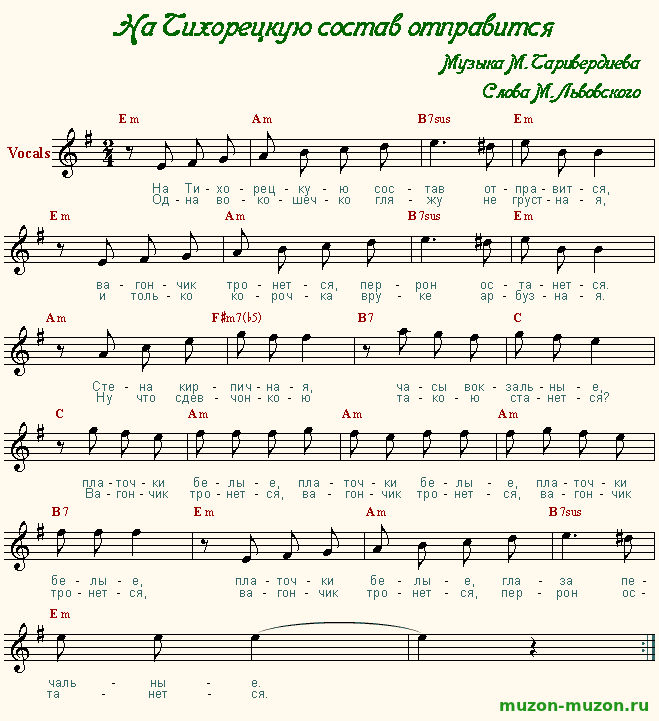 На Тихорецкую состав отправится
Музыка М. Таривердиева
Слова М. Львовского
Em Am B7sus Em
Vocals
На Ти - хо - рец - ку - ю сос - тав от - пра - вит - ся,
Од - на во - ко - шеч - ко гля - жу не груст - на - я,
Em Am B7sus Em
ва - гон - чик тро - нет - ся, пер - рон ос - та - нет - ся.
и толь - ко ко - роч - ка вру - ке ар - буз - на - я.
Am F#m7(b5) B7 C
Сте - на кир - пич - на - я, ча - сы вок - заль - ны - е,
Ну что сдев - чон - ко - ю та - ко - ю ста - нет - ся?
C Am Am Am
пла - точ - ки бе - лы - е, пла - точ - ки бе - лы - е, пла - точ - ки
Ва - гон - чик тро - нет - ся, ва - гон - чик тро - нет - ся, ва - гон - чик
B7 Em Am B7sus
бе - лы - е, пла - точ - ки бе - лы - е, гла - за пе -
тро - нет - ся, ва - гон - чик тро - нет - ся, пер - рон ос -
Em
чаль - ны - е.
та - нет - ся.
muzon-muzon.ru